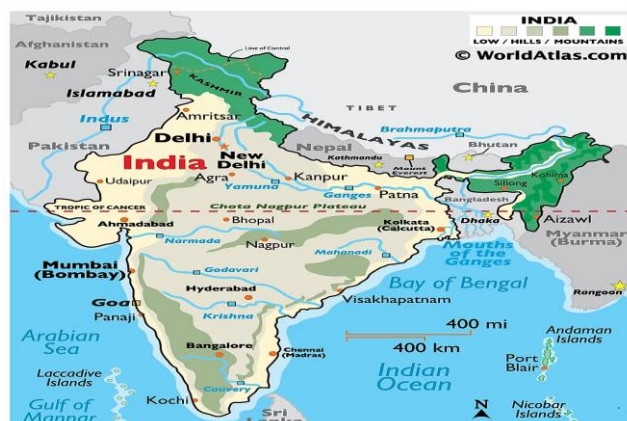 Tajikistan
Afghanistan
Kabul
Srinagar
Islamabad
Line of Control
KASHMIR
INDIA
LOW / HILLS / MOUNTAINS
© WorldAtlas.com
China
TIBET
Amritsar
Indus
HIMALAYAS
Brahmaputra
Pakistan
Delhi
India
New
Delhi
Nepal
Kathmandu
Mount
Everest
Bhutan
Udaipur
Agra
Yamuna
Kanpur
Ganges
Patna
Sillong
Kohima
Bangladesh
TROPIC OF CANCER
Chota Nagpur Plateau
Ahmadabad
Bhopal
Kolkata
(Calcutta)
Dhaka
Aizawl
Myanmar
(Burma)
Narmada
Nagpur
Mahanadi
Mouths
of the
Ganges
Mumbai
(Bombay)
Godavari
Bay of Bengal
Rangoon
Hyderabad
Goa
Krishna
Visakhapatnam
Panaji
Arabian
Sea
400 mi
400 km
Andaman
Islands
Bangalore
Chennai
(Madras)
Port
Blair
Laccadive
Islands
Indian
Ocean
Cauvery
Kochi
Gulf of
Mannar
Sri
Lanka
N
Nicobar
Islands